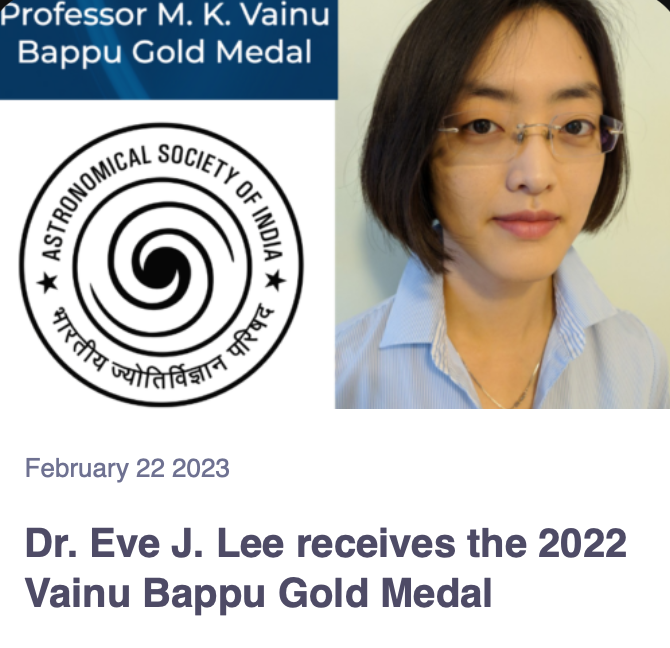 Professor M. K. Vainu
Bappu Gold Medal
ASTRONOMICAL SOCIETY OF INDIA
भारतीय ज्योतिर्विज्ञान परिषद
February 22 2023
Dr. Eve J. Lee receives the 2022
Vainu Bappu Gold Medal